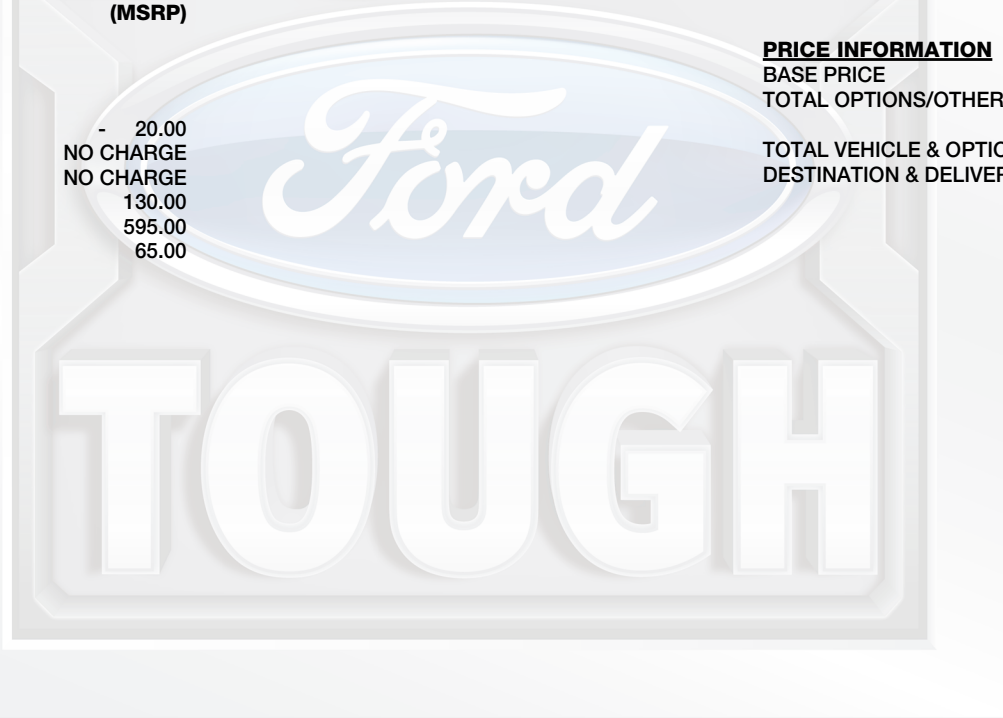 (MSRP)
- 20.00
NO CHARGE
NO CHARGE
130.00
595.00
65.00
PRICE INFORMATION
BASE PRICE
TOTAL OPTIONS/OTHER
TOTAL VEHICLE & OPTIO
DESTINATION & DELIVER
Ford
TOUGH